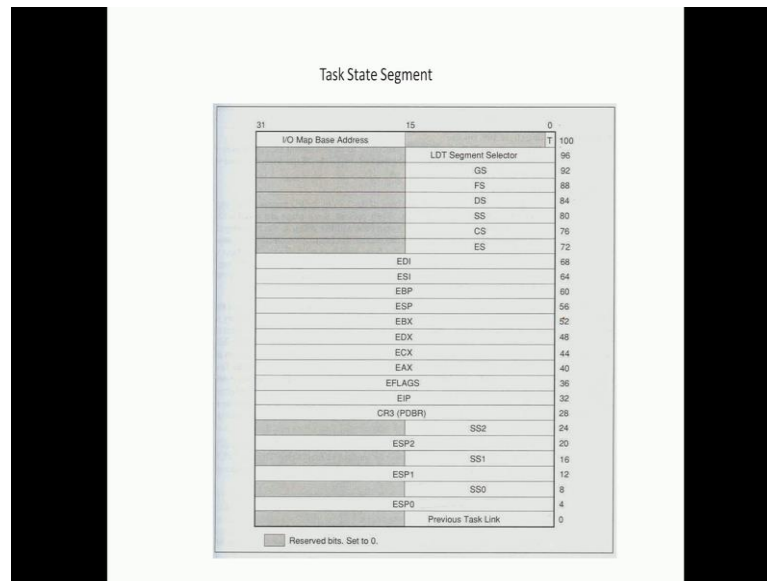 Task State Segment
31 15 0
I/O Map Base Address T 100
LDT Segment Selector 96
GS 92
FS 88
DS 84
SS 80
CS 76
ES 72
EDI 68
ESI 64
EBP 60
ESP 56
EBX 52
EDX 48
ECX 44
EAX 40
EFLAGS 36
EIP 32
CR3 (PDBR) 28
SS2 24
ESP2 20
SS1 16
ESP1 12
SS0 8
ESP0 4
Previous Task Link 0
Reserved bits. Set to 0.